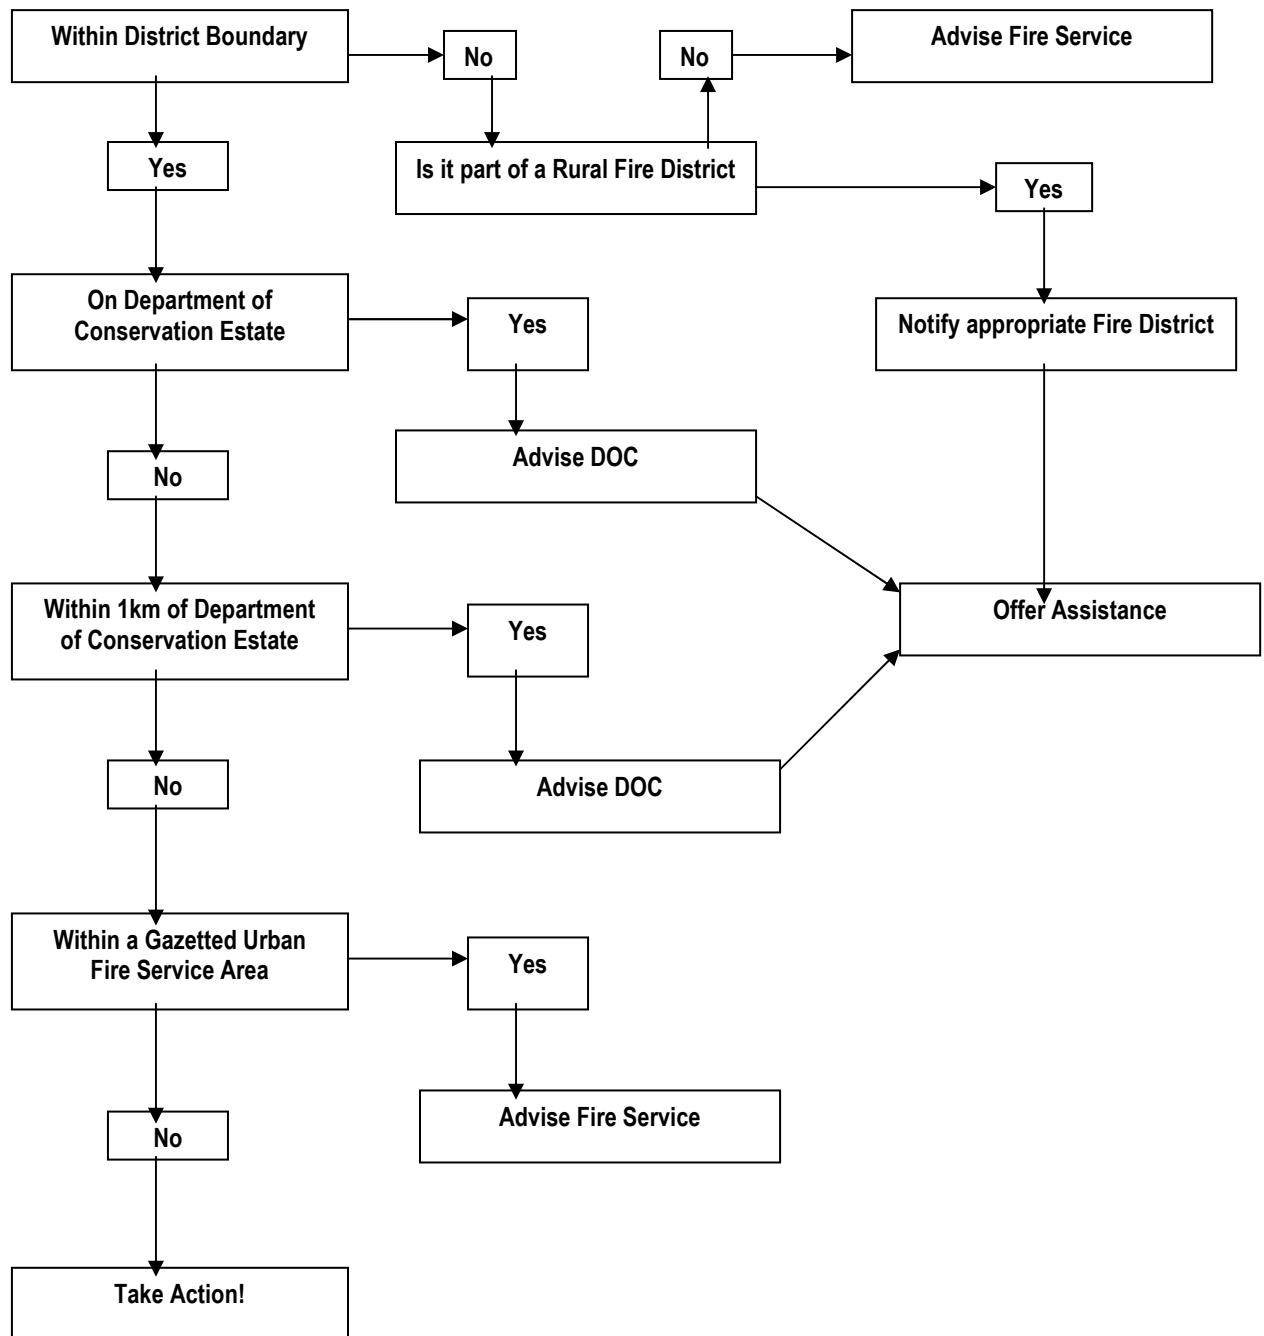 Within District Boundary
No
No
Advise Fire Service
Yes
Is it part of a Rural Fire District
Yes
On Department of
Conservation Estate
Yes
Notify appropriate Fire District
Advise DOC
No
Within 1km of Department
of Conservation Estate
Yes
Offer Assistance
No
Advise DOC
Within a Gazetted Urban
Fire Service Area
Yes
Advise Fire Service
No
Take Action!